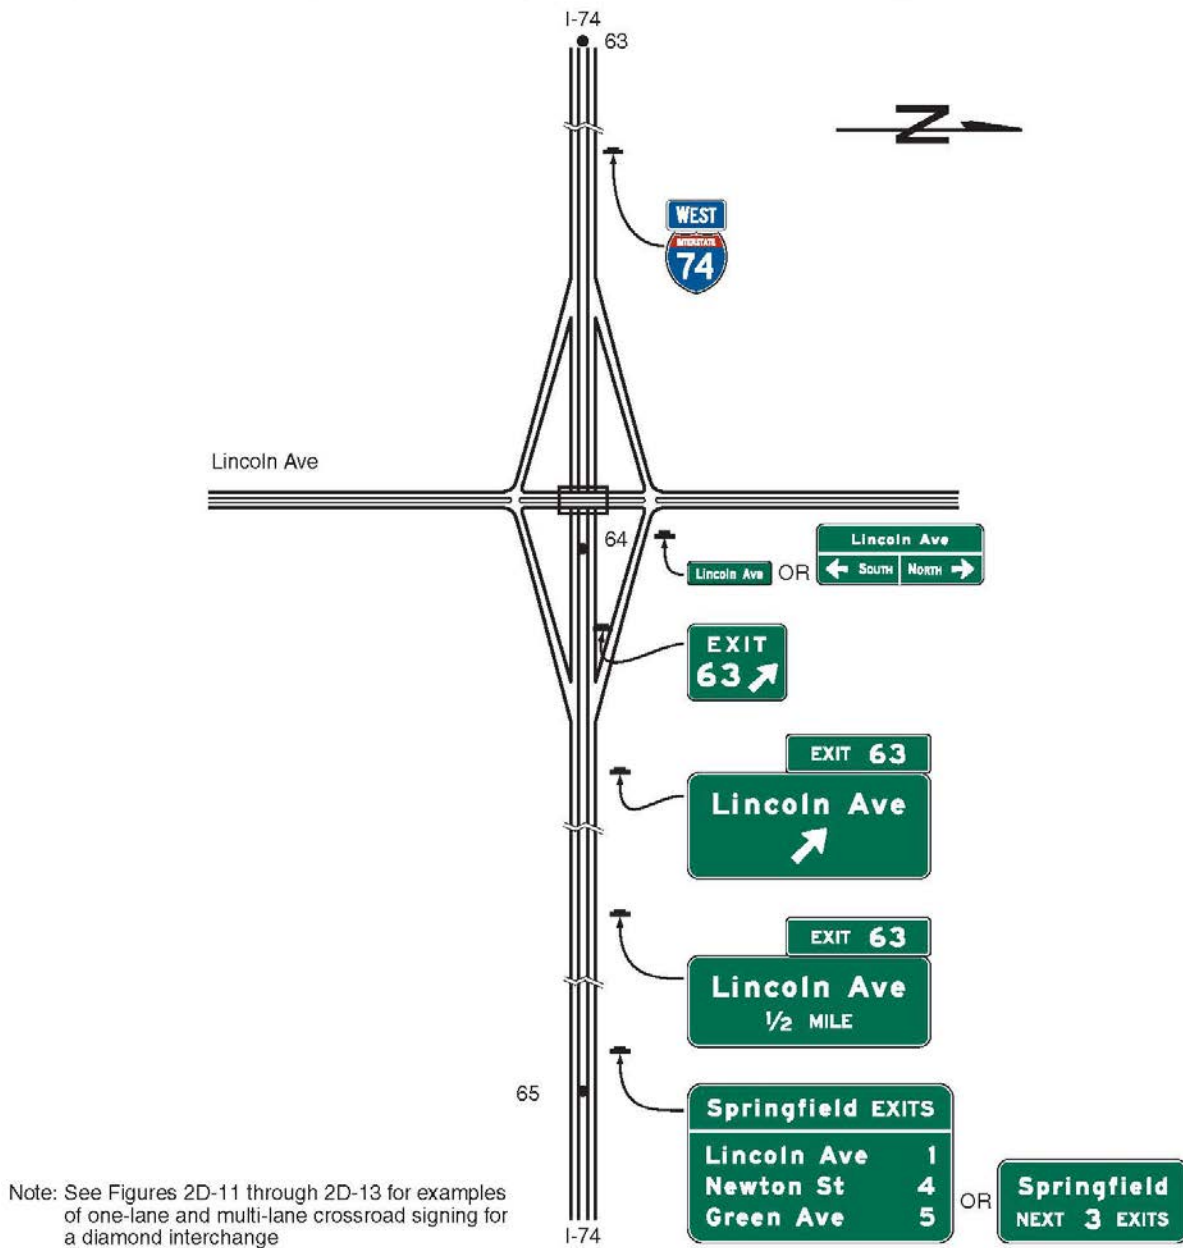 I-74
63
N
WEST
INTERSTATE
74
Lincoln Ave
64
Lincoln Ave
OR
Lincoln Ave
← SOUTH NORTH →
EXIT
63
EXIT 63
Lincoln Ave
EXIT 63
Lincoln Ave
1/2 MILE
65
Springfield EXITS
Lincoln Ave 1
Newton St 4
Green Ave 5
OR
Springfield
NEXT 3 EXITS
Note: See Figures 2D-11 through 2D-13 for examples
of one-lane and multi-lane crossroad signing for
a diamond interchange
I-74